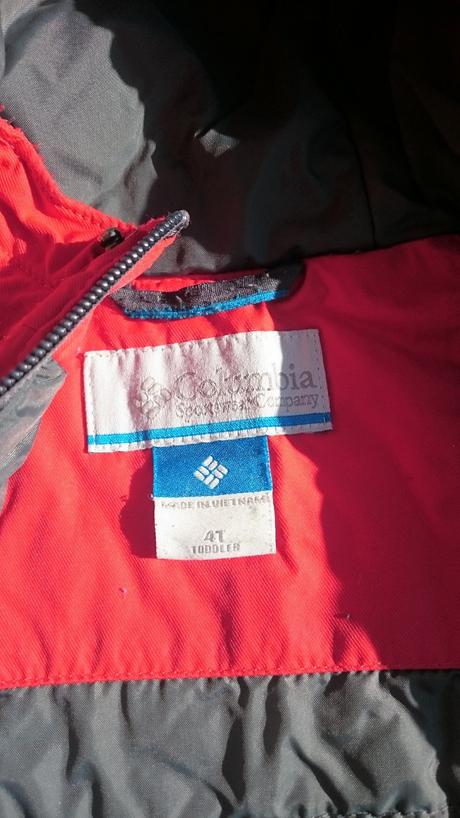 Columbia
Sportswear Company
MADE IN VIETNAM
4T
TODDLER